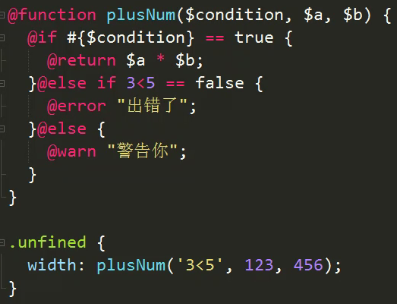 @function plusNum($condition, $a, $b) {
  @if #{$condition} == true {
    @return $a * $b;
  }@else if 3<5 == false {
    @error "出错了";
  }@else {
    @warn "警告你";
  }
}

.unfined {
  width: plusNum('3<5', 123, 456);
}